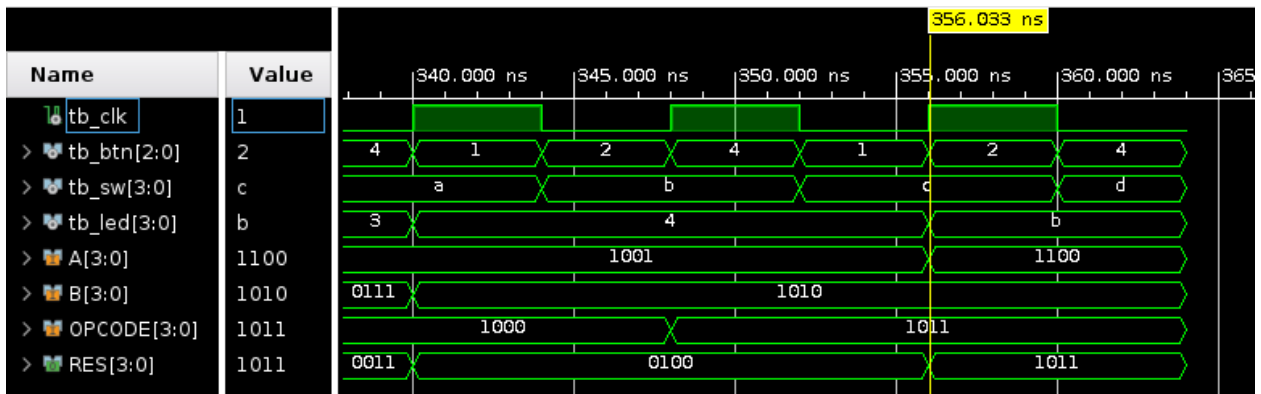 356.033 ns
Name Value 340.000 ns 345.000 ns 350.000 ns 355.000 ns 360.000 ns 365
tb_clk 1
tb_btn[2:0] 2 4 1 2 4 1 2 4
tb_sw[3:0] c a b c d
tb_led[3:0] b 3 4 b
A[3:0] 1100 1001 1100
B[3:0] 1010 0111 1010
OPCODE[3:0] 1011 1000 1011
RES[3:0] 1011 0011 0100 1011